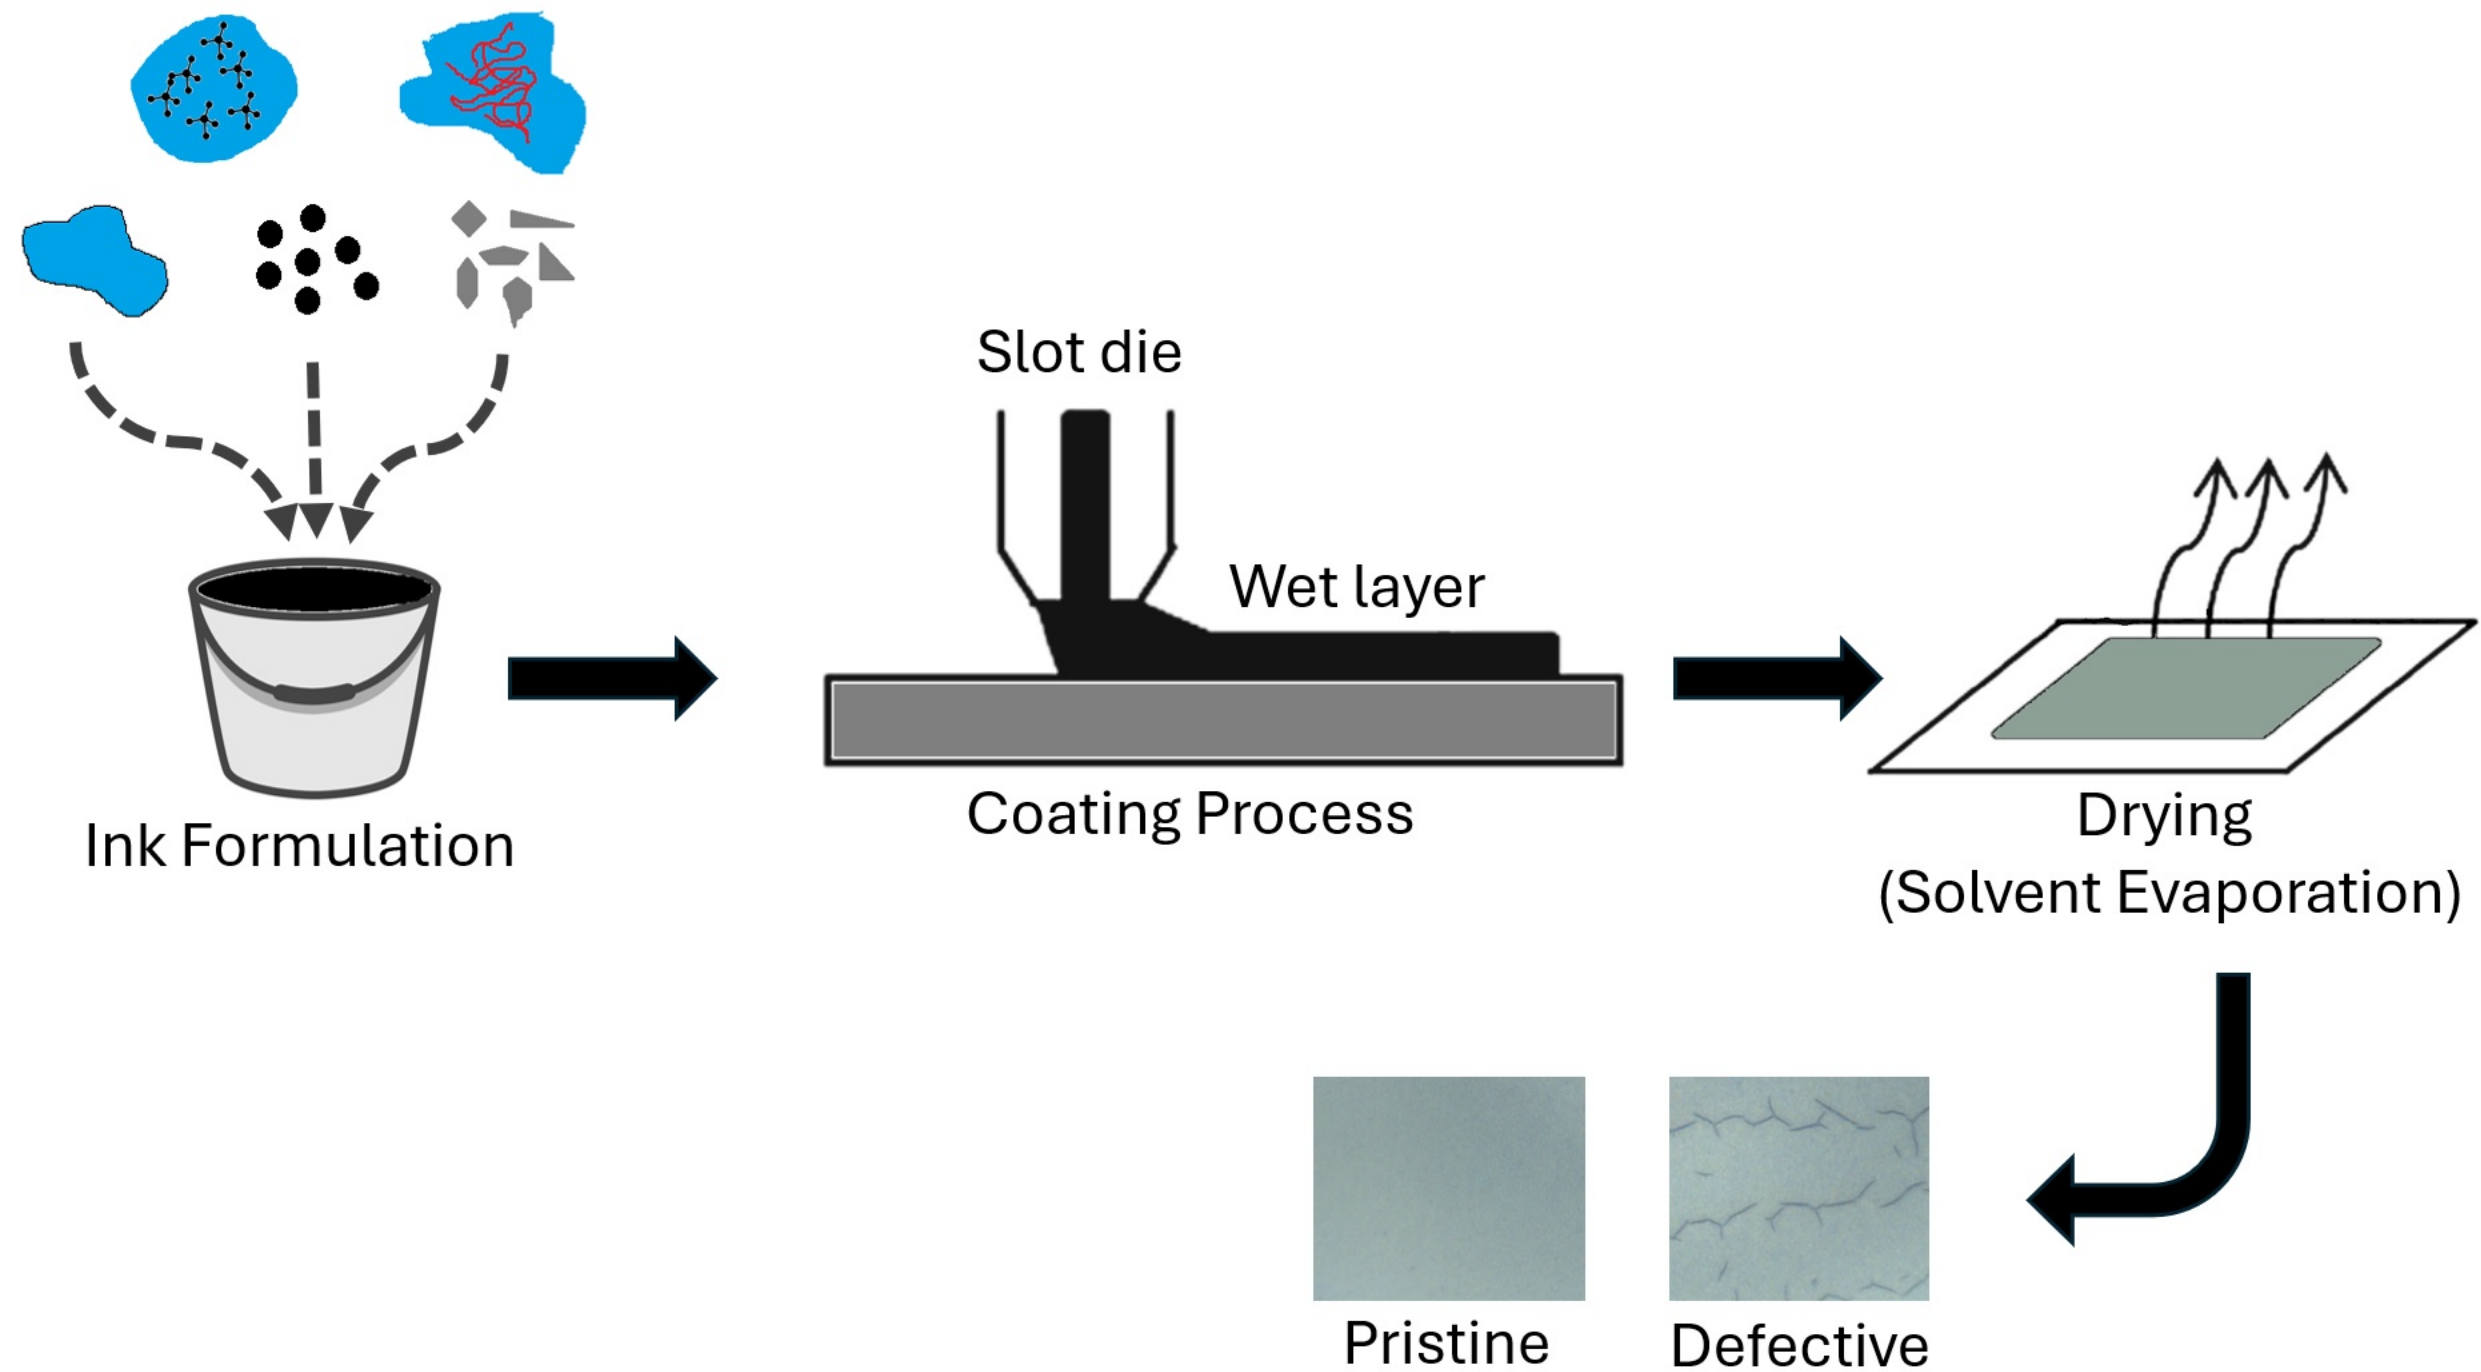 Slot die
Wet layer
Ink Formulation
Coating Process
Drying
(Solvent Evaporation)
Pristine
Defective